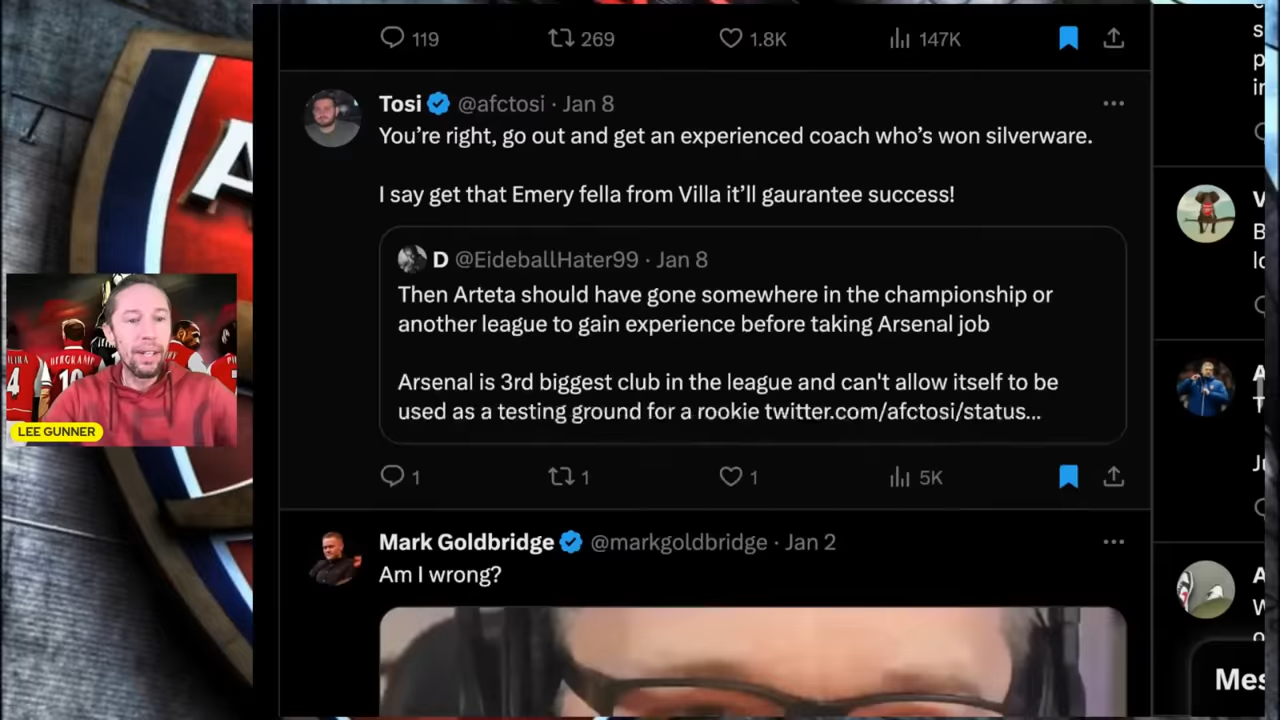 119 269 1.8K 147K
Tosi @afctosi · Jan 8
You’re right, go out and get an experienced coach who’s won silverware.
I say get that Emery fella from Villa it’ll gaurantee success!
D @EideballHater99 · Jan 8
Then Arteta should have gone somewhere in the championship or
another league to gain experience before taking Arsenal job
Arsenal is 3rd biggest club in the league and can't allow itself to be
used as a testing ground for a rookie twitter.com/afctosi/status...
1 1 1 5K
Mark Goldbridge @markgoldbridge · Jan 2
Am I wrong?
BERGKAMP
4 10
LEE GUNNER